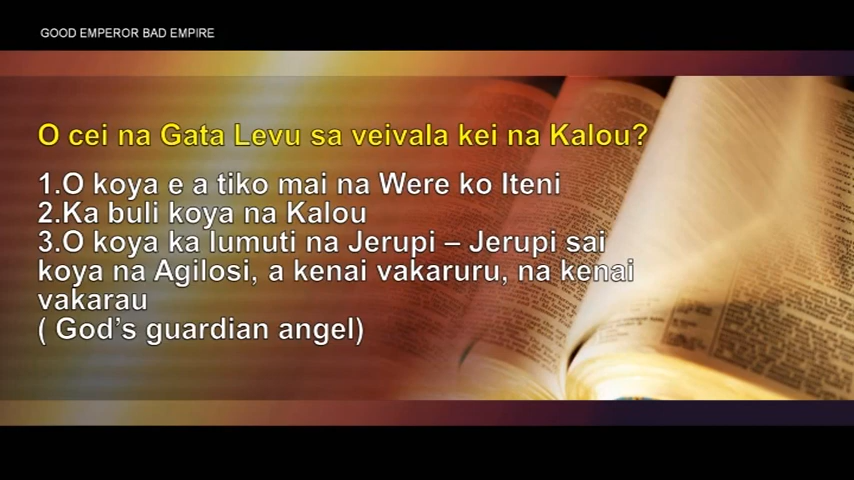 GOOD EMPEROR BAD EMPIRE
O cei na Gata Levu sa veivala kei na Kalou?
1.O koya e a tiko mai na Were ko Iteni
2.Ka buli koya na Kalou
3.O koya ka lumuti na Jerupi – Jerupi sai
koya na Agilosi, a kenai vakaruru, na kenai
vakarau
( God's guardian angel)